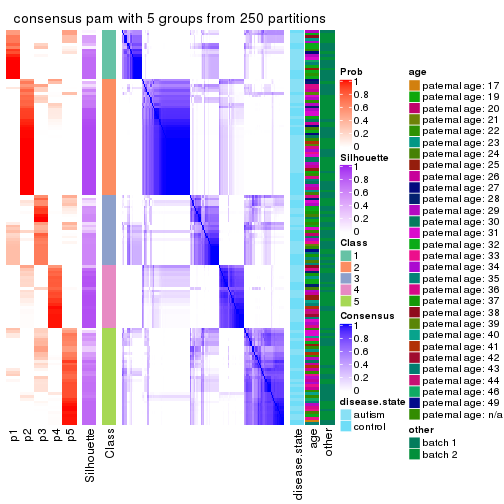 consensus pam with 5 groups from 250 partitions
p1
p2
p3
p4
p5
Silhouette
Class
disease.state
age
other
Prob
1
0.8
0.6
0.4
0.2
0
Silhouette
1
0.8
0.6
0.4
0.2
0
Class
1
2
3
4
5
Consensus
1
0.8
0.6
0.4
0.2
0
disease.state
autism
control
age
paternal age: 17
paternal age: 19
paternal age: 20
paternal age: 21
paternal age: 22
paternal age: 23
paternal age: 24
paternal age: 25
paternal age: 26
paternal age: 27
paternal age: 28
paternal age: 29
paternal age: 30
paternal age: 31
paternal age: 32
paternal age: 33
paternal age: 34
paternal age: 35
paternal age: 36
paternal age: 37
paternal age: 38
paternal age: 39
paternal age: 40
paternal age: 41
paternal age: 42
paternal age: 43
paternal age: 44
paternal age: 46
paternal age: 49
paternal age: n/a
other
batch 1
batch 2